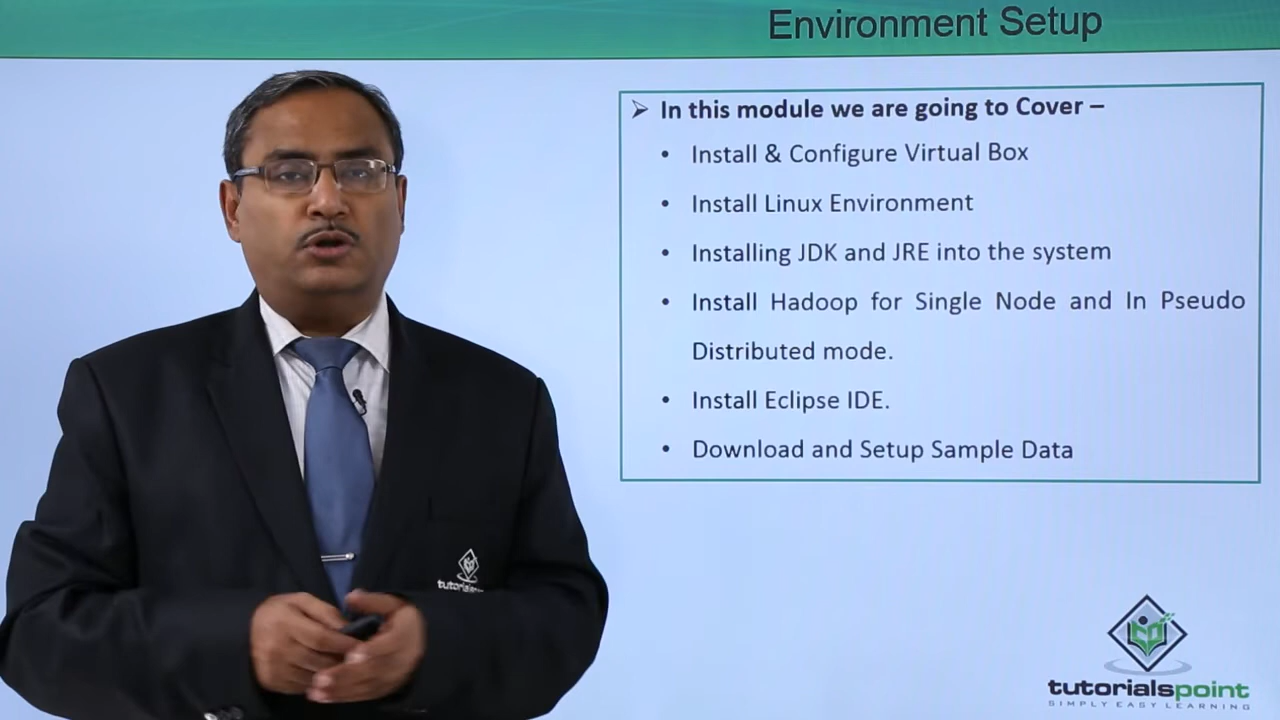 Environment Setup
➢ In this module we are going to Cover –
• Install & Configure Virtual Box
• Install Linux Environment
• Installing JDK and JRE into the system
• Install Hadoop for Single Node and In Pseudo
Distributed mode.
• Install Eclipse IDE.
• Download and Setup Sample Data
tutorialspoint
SIMPLY EASY LEARNING